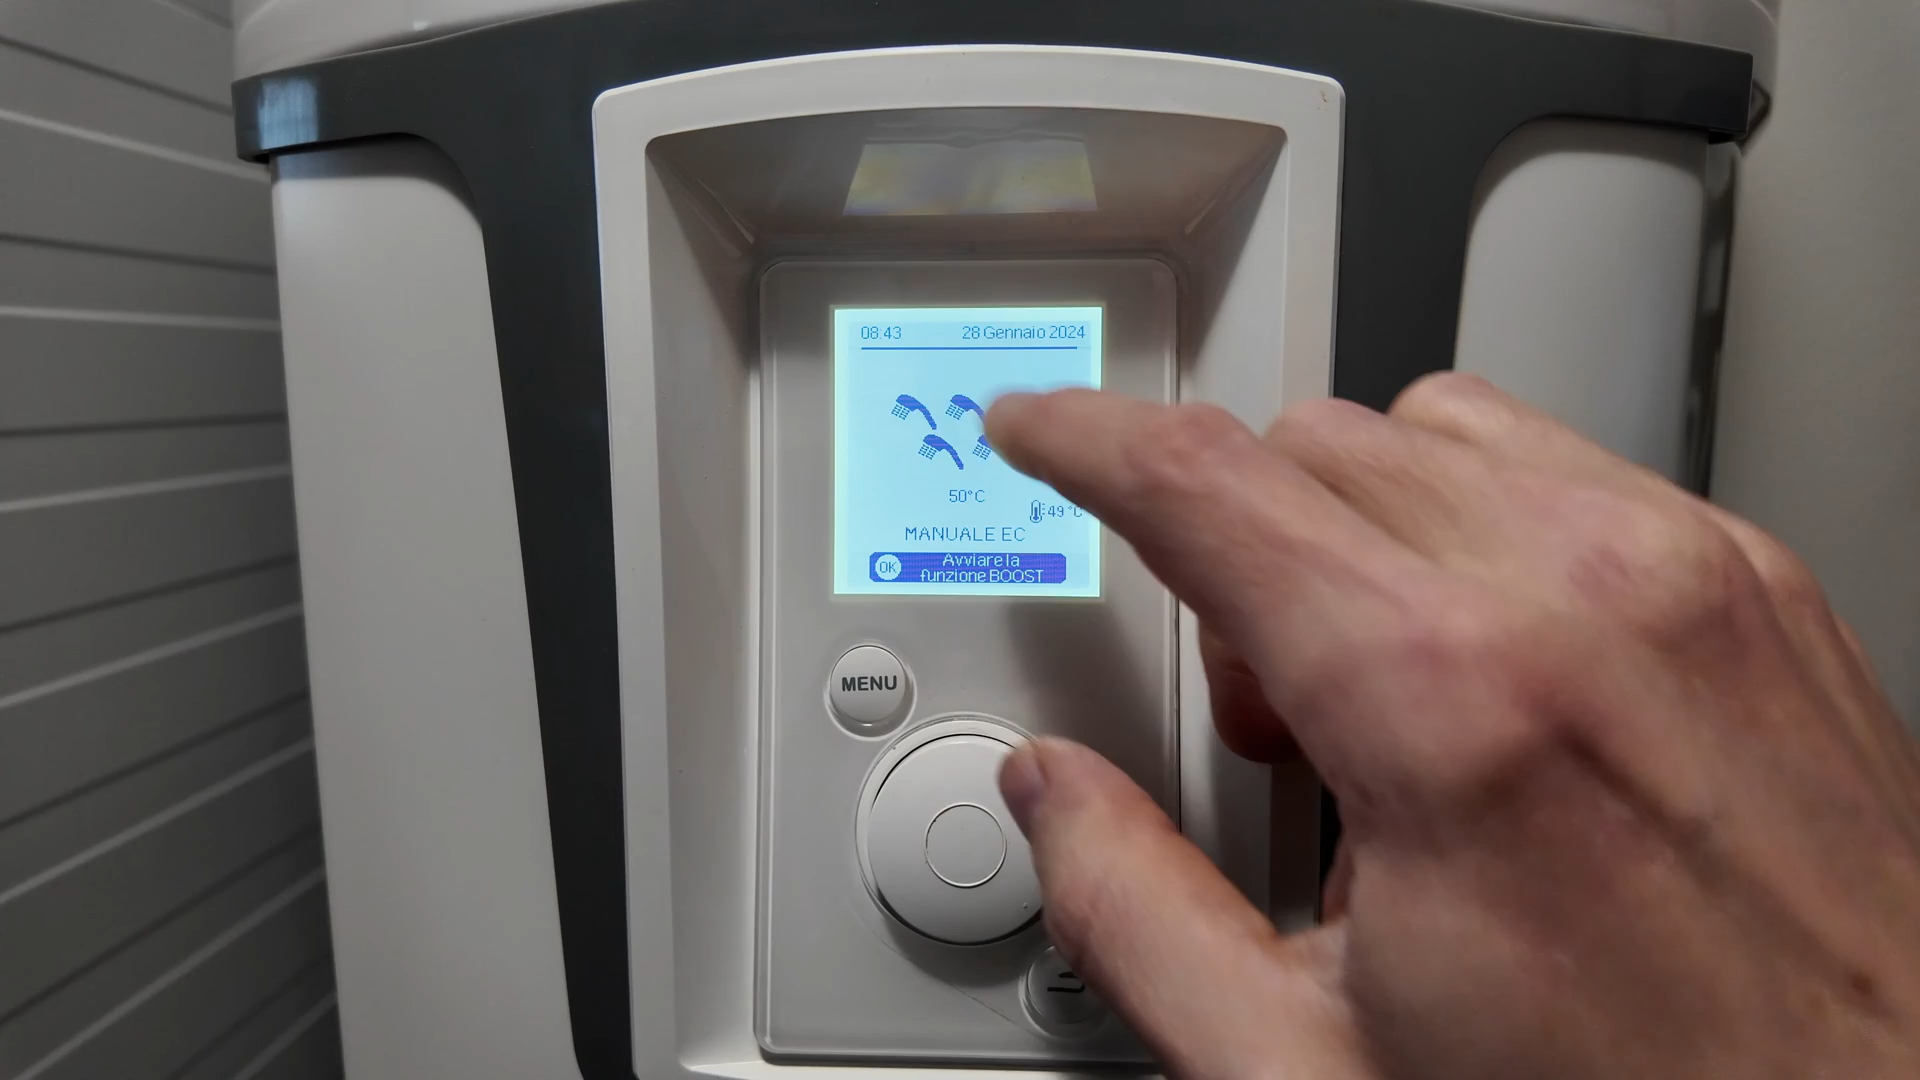 08:43 28 Gennaio 2024
50°C
49 °C
MANUALE EC
OK Avviare la
funzione BOOST
MENU